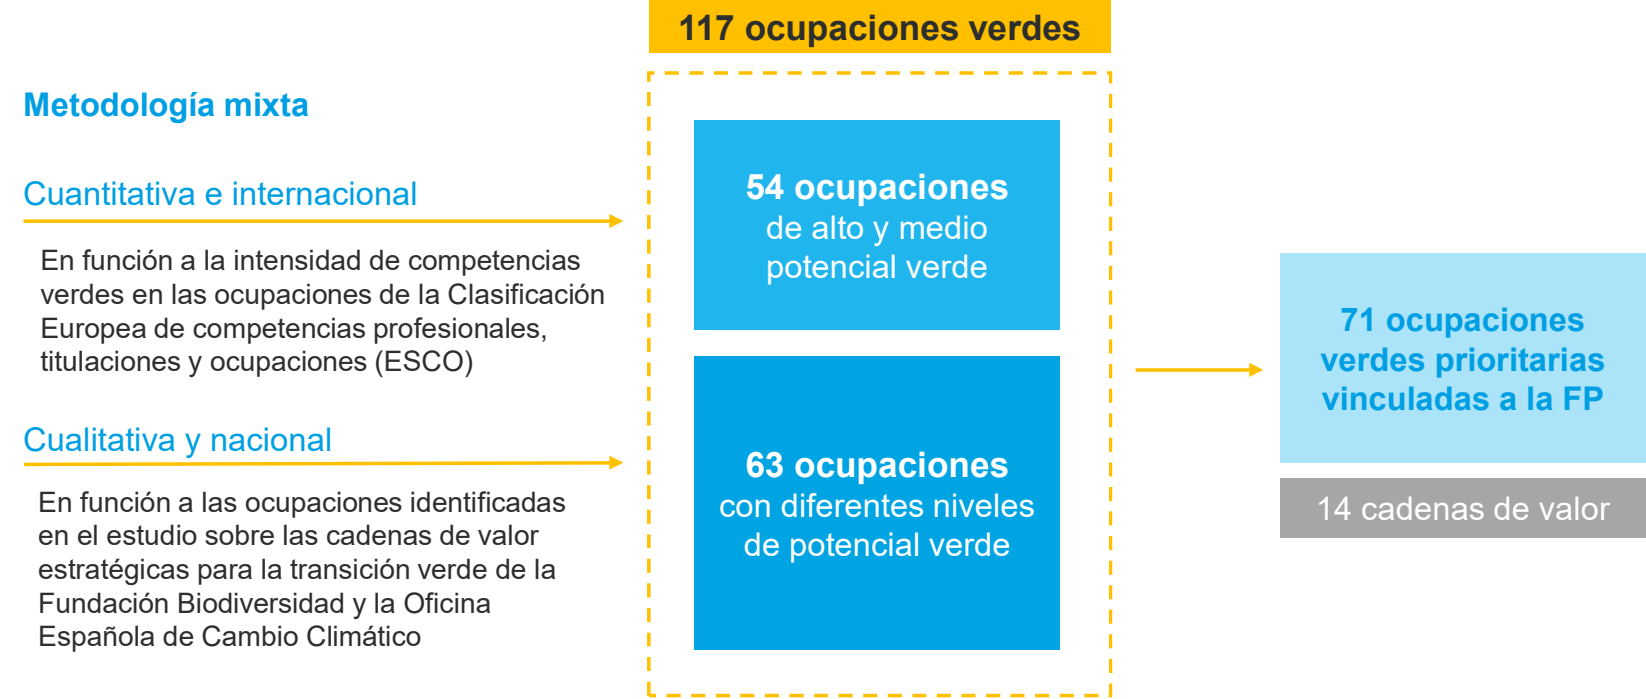 117 ocupaciones verdes
Metodología mixta
Cuantitativa e internacional
En función a la intensidad de competencias
verdes en las ocupaciones de la Clasificación
Europea de competencias profesionales,
titulaciones y ocupaciones (ESCO)
Cualitativa y nacional
En función a las ocupaciones identificadas
en el estudio sobre las cadenas de valor
estratégicas para la transición verde de la
Fundación Biodiversidad y la Oficina
Española de Cambio Climático
54 ocupaciones
de alto y medio
potencial verde
63 ocupaciones
con diferentes niveles
de potencial verde
71 ocupaciones
verdes prioritarias
vinculadas a la FP
14 cadenas de valor